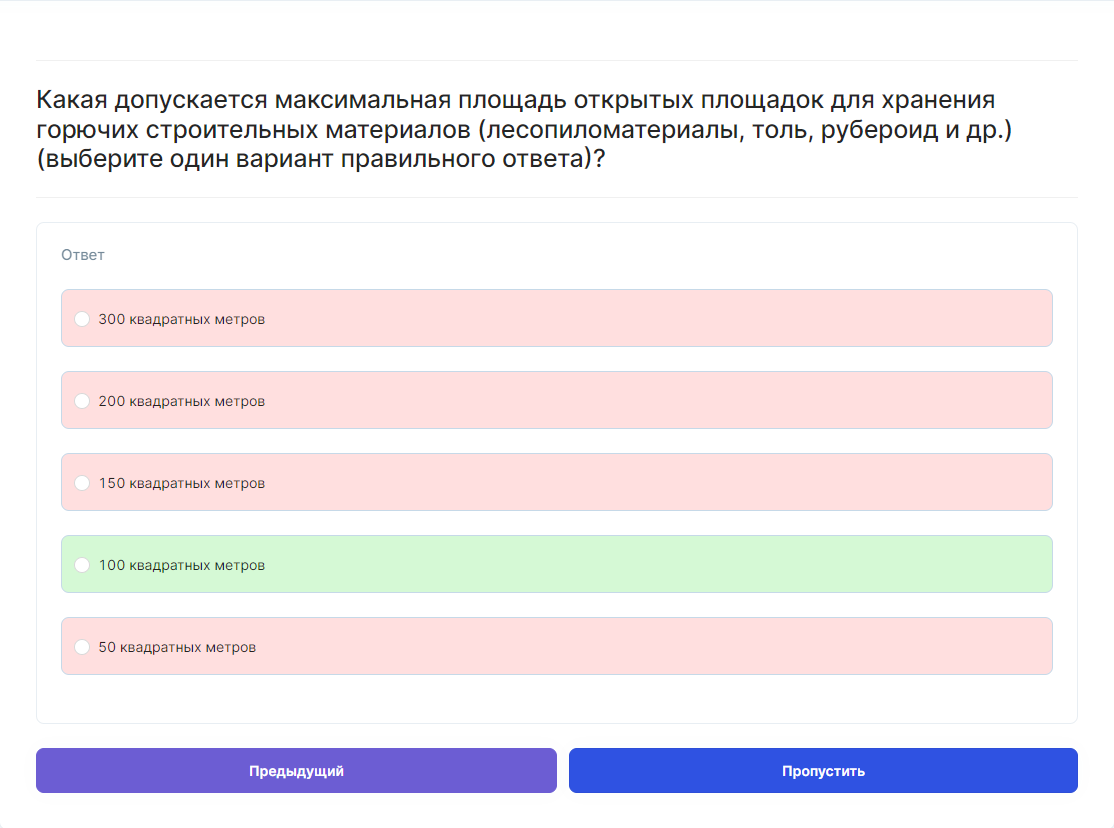 Какая допускается максимальная площадь открытых площадок для хранения
горючих строительных материалов (лесопиломатериалы, толь, рубероид и др.)
(выберите один вариант правильного ответа)?
Ответ
300 квадратных метров
200 квадратных метров
150 квадратных метров
100 квадратных метров
50 квадратных метров
Предыдущий
Пропустить